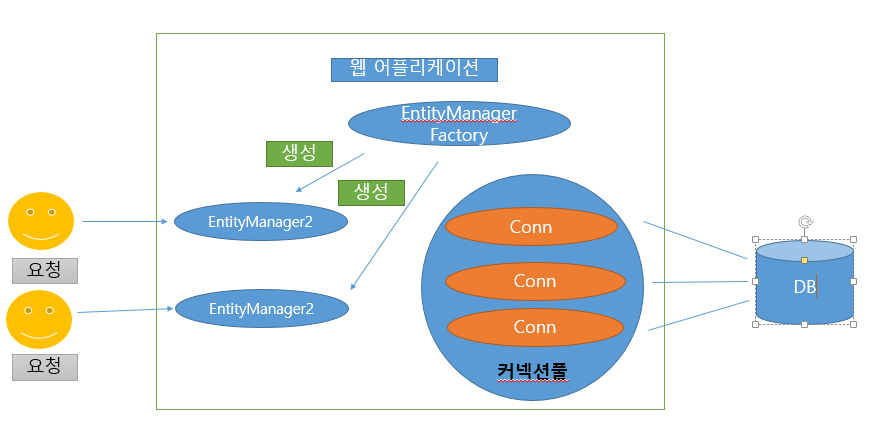 웹 어플리케이션
EntityManager
Factory
생성
생성
EntityManager2
요청
EntityManager2
요청
Conn
Conn
Conn
커넥션풀
DB